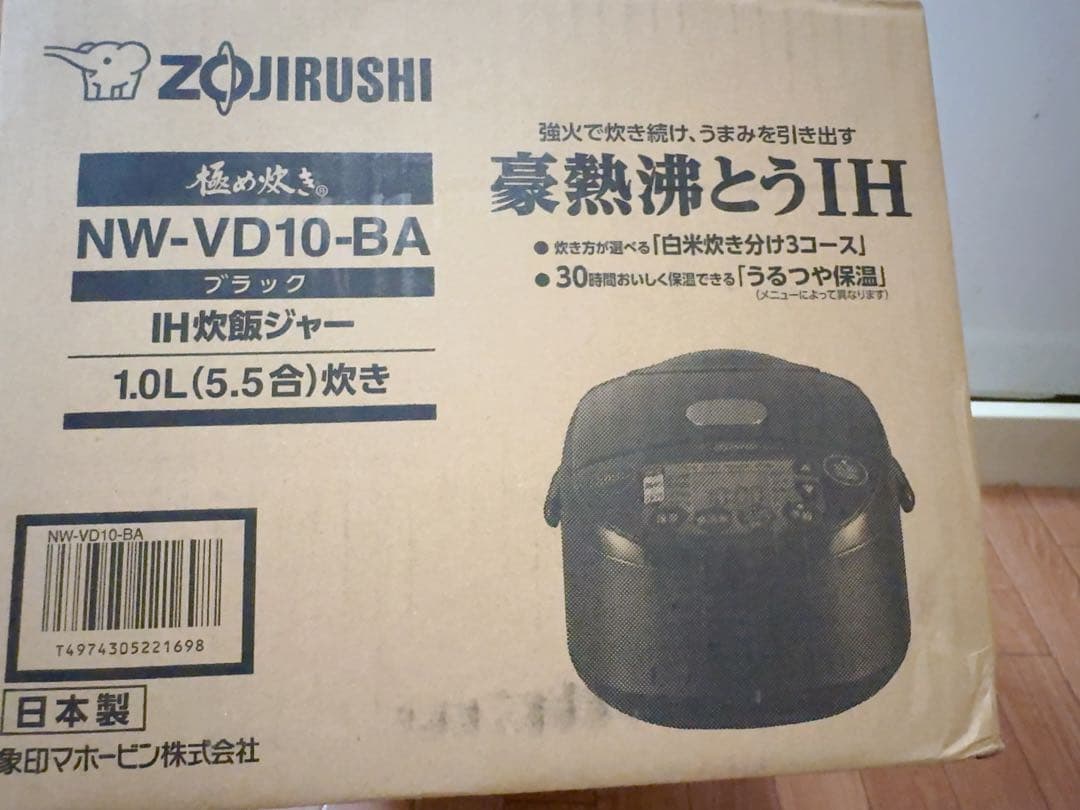 ZOJIRUSHI
極め炊き®
NW-VD10-BA
ブラック
IH炊飯ジャー
1.0L(5.5合)炊き
強火で炊き続け、うまみを引き出す
豪熱沸とうIH
● 炊き方が選べる「白米炊き分け3コース」
● 30時間おいしく保温できる「うるつや保温」
(メニューによって異なります)
10:00
NW-VD10-BA
T4974305221698
日本製
象印マホービン株式会社